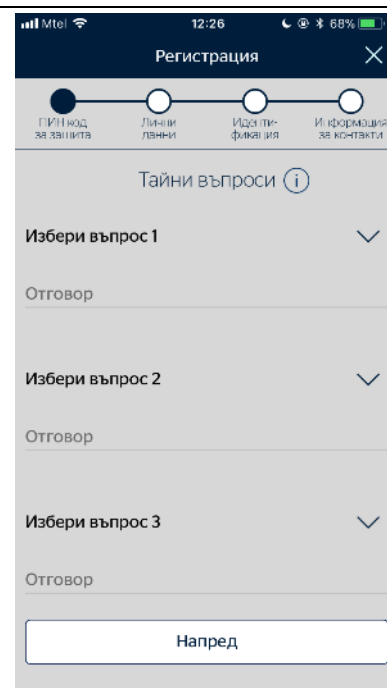 Mtel 12:26 68%
Регистрация
ПИН код
за защита
Лични
данни
Иденти-
фикация
Информация
за контакти
Тайни въпроси i
Избери въпрос 1
Отговор
Избери въпрос 2
Отговор
Избери въпрос 3
Отговор
Напред